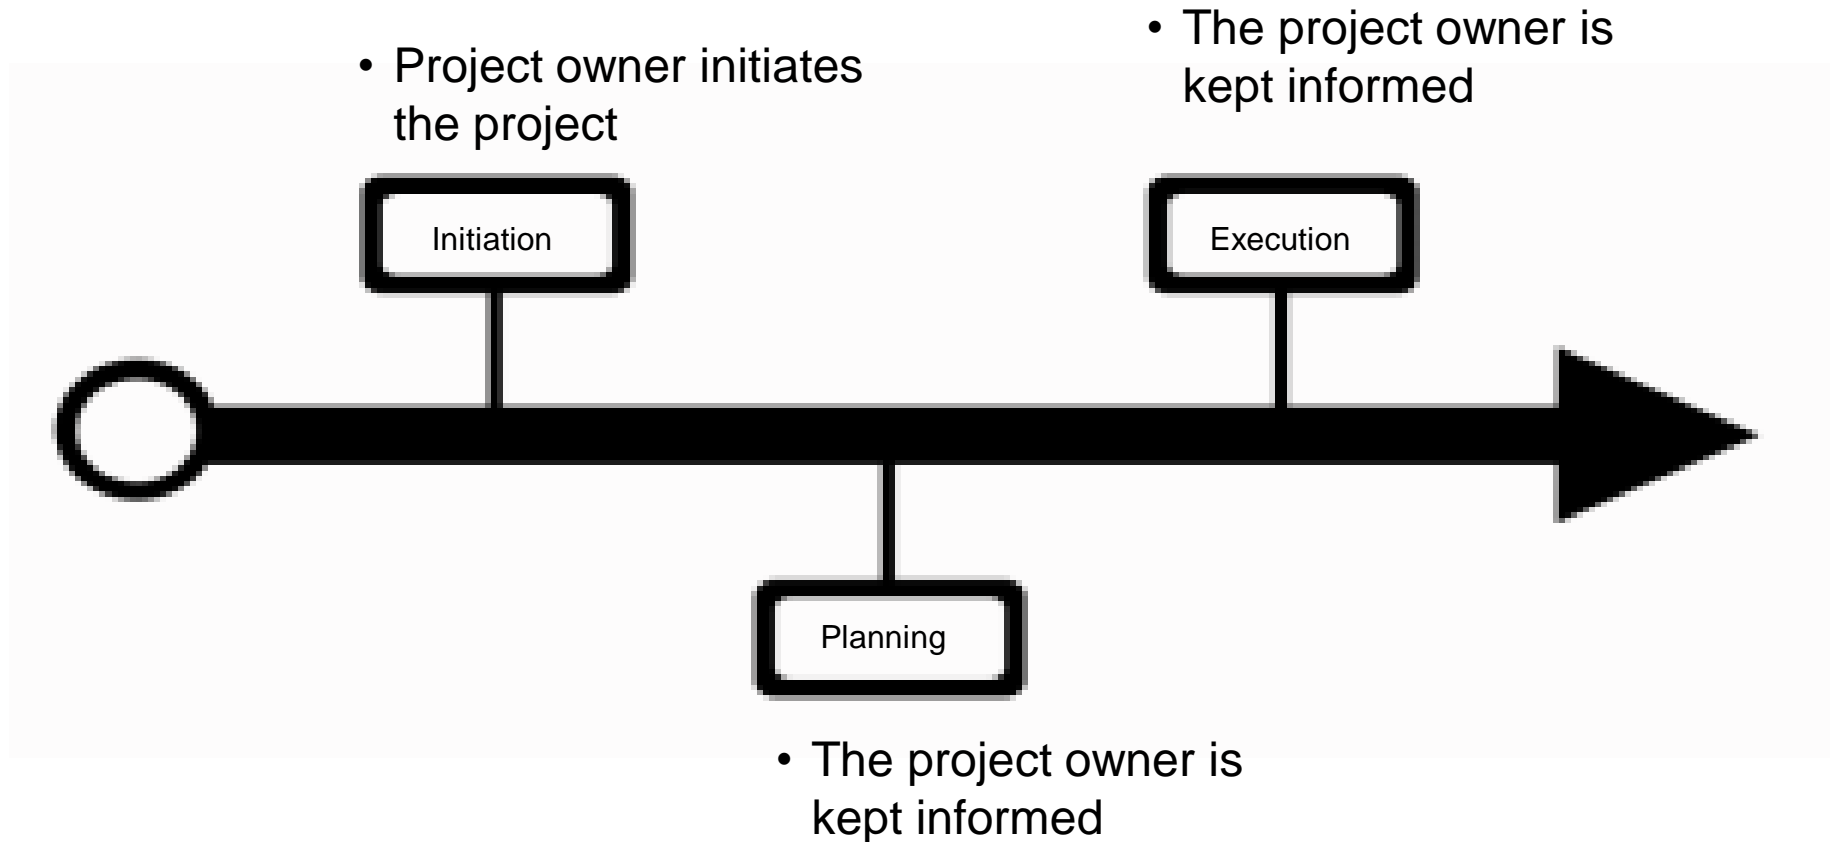 • Project owner initiates
the project
• The project owner is
kept informed
Initiation
Execution
Planning
• The project owner is
kept informed